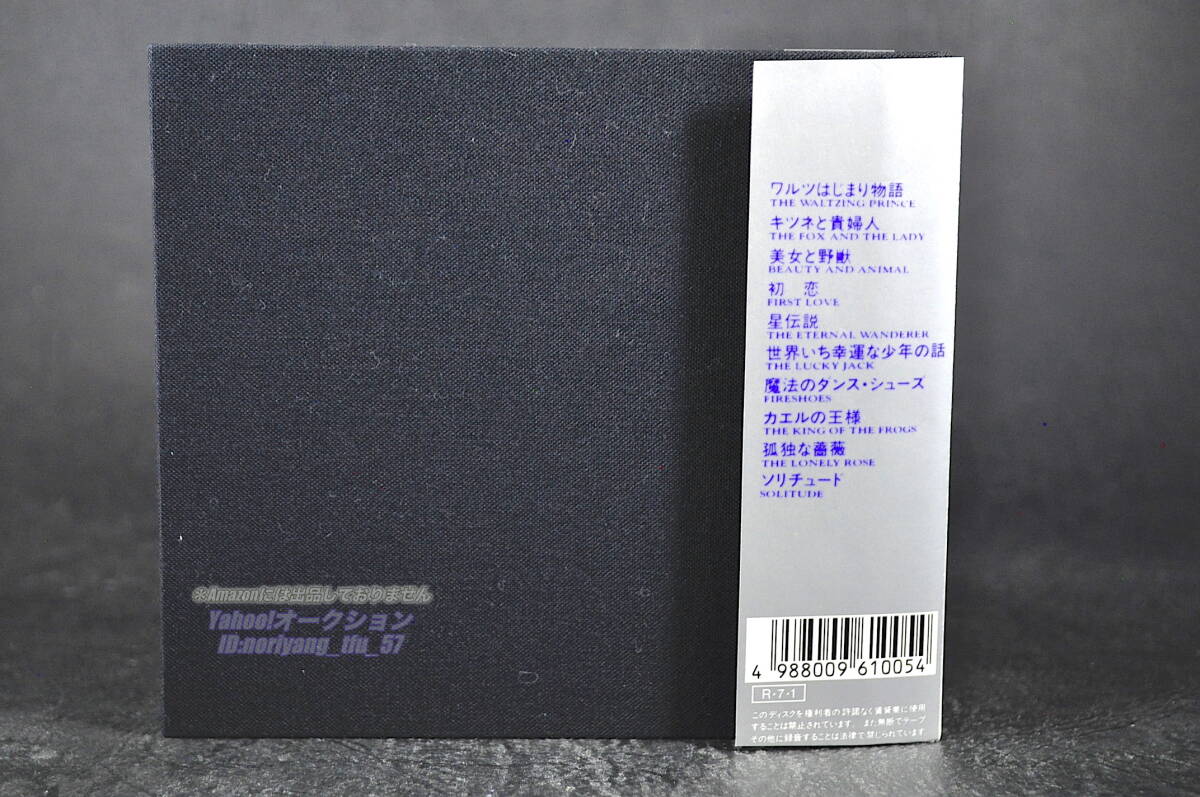 ワルツはじまり物語
THE WALTZING PRINCE
キツネと貴婦人
THE FOX AND THE LADY
美女と野獣
BEAUTY AND ANIMAL
初 恋
FIRST LOVE
星伝説
THE ETERNAL WANDERER
世界いち幸運な少年の話
THE LUCKY JACK
魔法のダンス・シューズ
FIRESHOES
カエルの王様
THE KING OF THE FROGS
孤独な薔薇
THE LONELY ROSE
ソリチュード
SOLITUDE
4 988009 610054
R・7・1
このディスクを権利者の許諾なく賃貸業に使用
することは禁止されています。また無断でテープ
その他に録音することは法律で禁じられています
※Amazonには出品しておりません
Yahoo!オークション
ID:noriyang_tfu_57